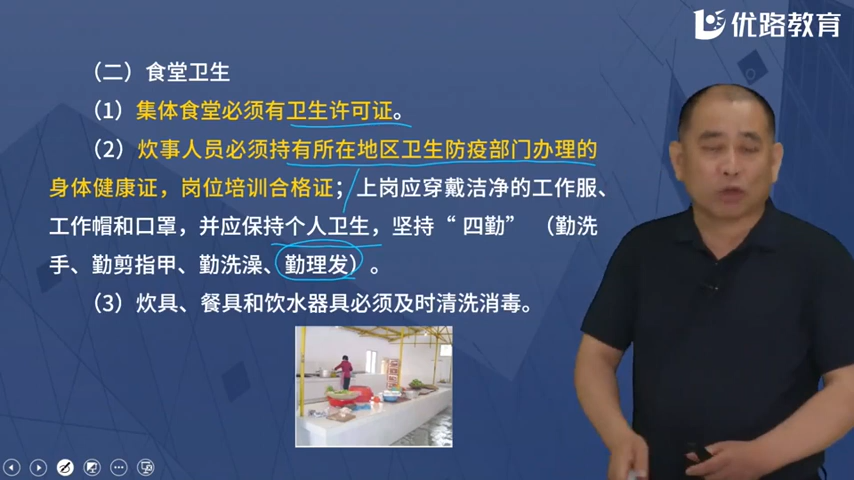 优路教育
（二）食堂卫生
（1）集体食堂必须有卫生许可证。
（2）炊事人员必须持有所在地区卫生防疫部门办理的
身体健康证，岗位培训合格证；上岗应穿戴洁净的工作服、
工作帽和口罩，并应保持个人卫生，坚持“ 四勤” （勤洗
手、勤剪指甲、勤洗澡、勤理发）。
（3）炊具、餐具和饮水器具必须及时清洗消毒。